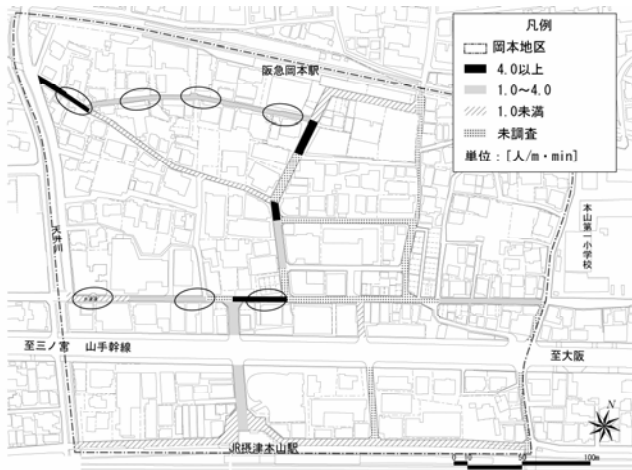 凡例
岡本地区
4.0以上
1.0～4.0
1.0未満
未調査
単位：[人/m・min]
阪急岡本駅
天井川
本山第一小学校
至三ノ宮 山手幹線
至大阪
N
JR摂津本山駅
0 10 50 100m